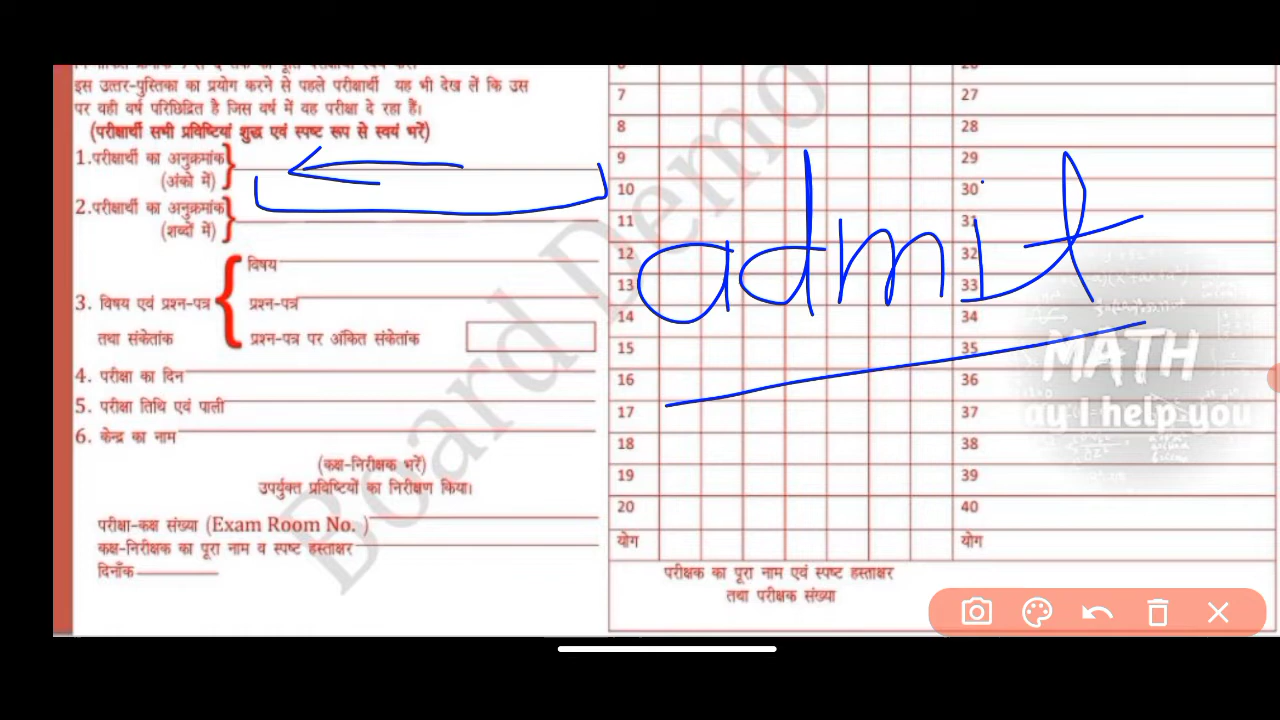 इस उत्तर-पुस्तिका का प्रयोग करने से पहले परीक्षार्थी यह भी देख लें कि उस
पर वही वर्ष परिछिद्रित है जिस वर्ष में वह परीक्षा दे रहा हैं।
(परीक्षार्थी सभी प्रविष्टियां शुद्ध एवं स्पष्ट रूप से स्वयं भरें)
1.परीक्षार्थी का अनुक्रमांक
(अंको में)
2.परीक्षार्थी का अनुक्रमांक
(शब्दों में)
विषय
3. विषय एवं प्रश्न-पत्र
प्रश्न-पत्र
तथा संकेतांक
प्रश्न-पत्र पर अंकित संकेतांक
4. परीक्षा का दिन
5. परीक्षा तिथि एवं पाली
6. केन्द्र का नाम
(कक्ष-निरीक्षक भरें)
उपर्युक्त प्रविष्टियों का निरीक्षण किया।
परीक्षा-कक्ष संख्या (Exam Room No. )
कक्ष-निरीक्षक का पूरा नाम व स्पष्ट हस्ताक्षर
दिनाँक
Board Demo
7 27
8 28
9 29
10 30
11 31
12 32
13 33
14 34
15 35
16 36
17 37
18 38
19 39
20 40
योग योग
admit
परीक्षक का पूरा नाम एवं स्पष्ट हस्ताक्षर
तथा परीक्षक संख्या
MATH
ay I help you